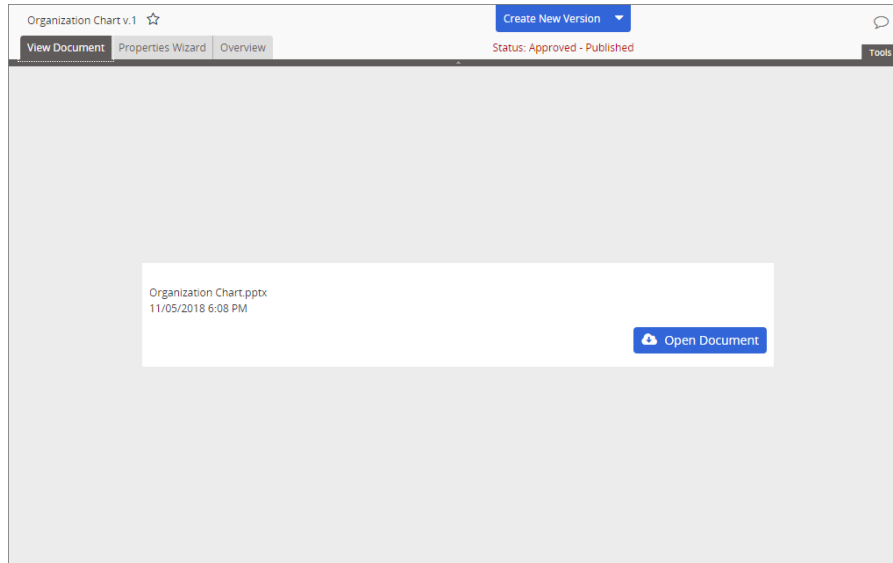 Organization Chart v.1
Create New Version
View Document Properties Wizard Overview
Status: Approved - Published
Tools
Organization Chart.pptx
11/05/2018 6:08 PM
Open Document